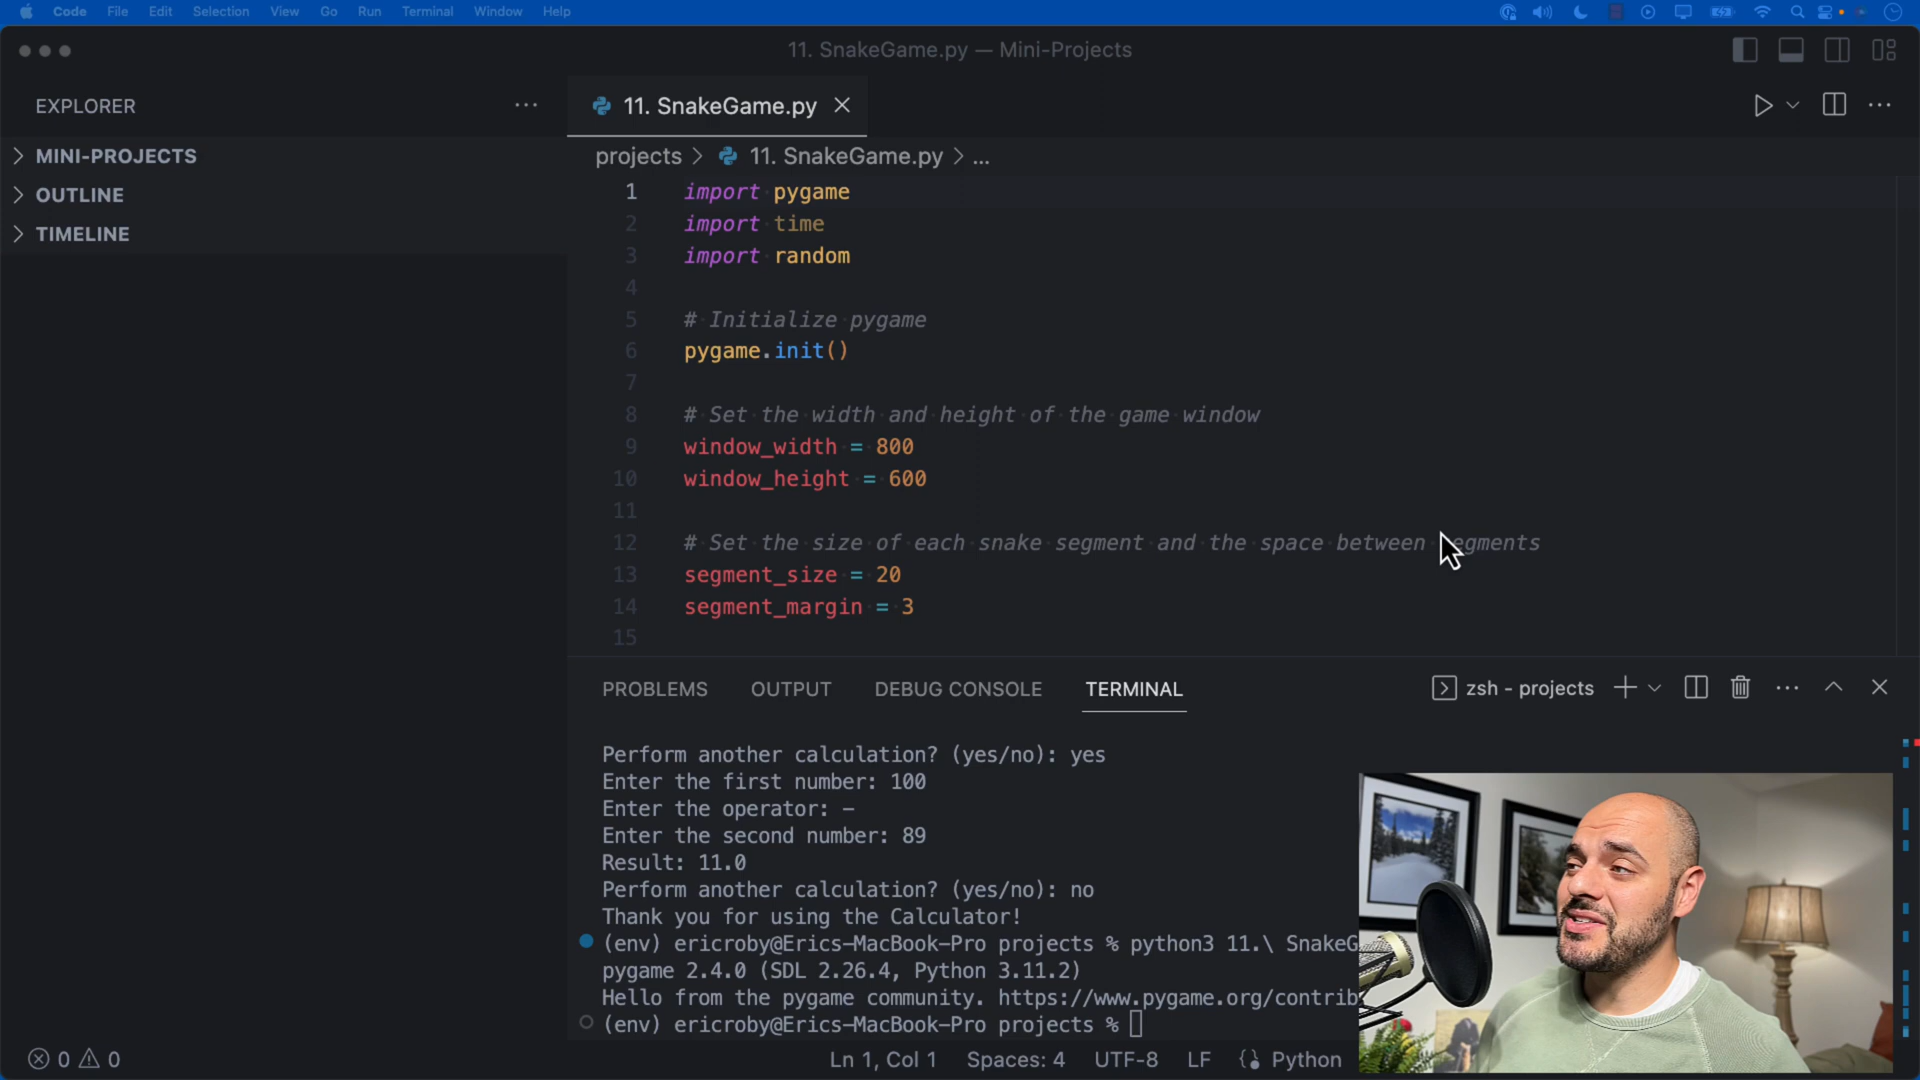 Code File Edit Selection View Go Run Terminal Window Help
11. SnakeGame.py — Mini-Projects
EXPLORER
MINI-PROJECTS
OUTLINE
TIMELINE
11. SnakeGame.py
projects > 11. SnakeGame.py > ...
1 import pygame
2 import time
3 import random
4
5 # Initialize pygame
6 pygame.init()
7
8 # Set the width and height of the game window
9 window_width = 800
10 window_height = 600
11
12 # Set the size of each snake segment and the space between segments
13 segment_size = 20
14 segment_margin = 3
15
PROBLEMS OUTPUT DEBUG CONSOLE TERMINAL
zsh - projects
Perform another calculation? (yes/no): yes
Enter the first number: 100
Enter the operator: -
Enter the second number: 89
Result: 11.0
Perform another calculation? (yes/no): no
Thank you for using the Calculator!
(env) ericroby@Erics-MacBook-Pro projects % python3 11.\ SnakeG
pygame 2.4.0 (SDL 2.26.4, Python 3.11.2)
Hello from the pygame community. https://www.pygame.org/contrib
(env) ericroby@Erics-MacBook-Pro projects %
0 0
Ln 1, Col 1 Spaces: 4 UTF-8 LF Python